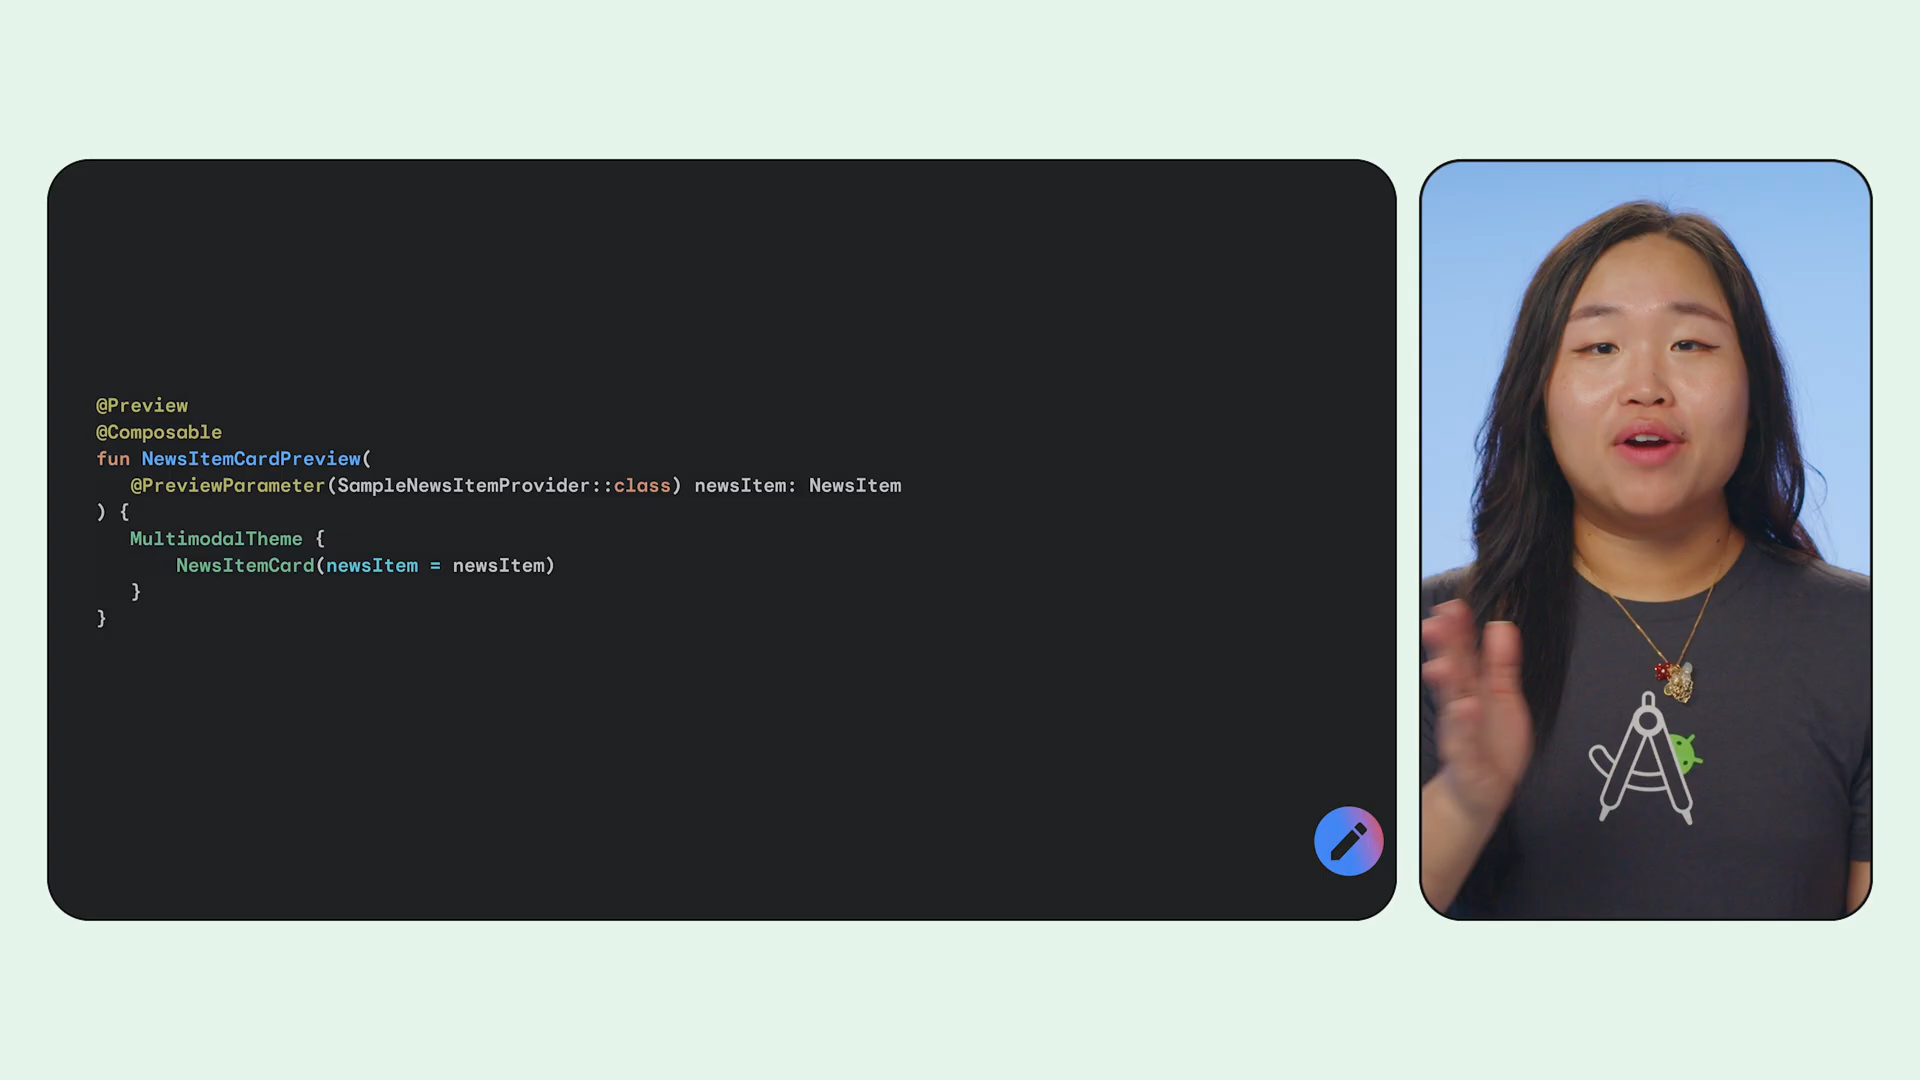 @Preview
@Composable
fun NewsItemCardPreview(
@PreviewParameter(SampleNewsItemProvider::class) newsItem: NewsItem
) {
MultimodalTheme {
NewsItemCard(newsItem = newsItem)
}
}